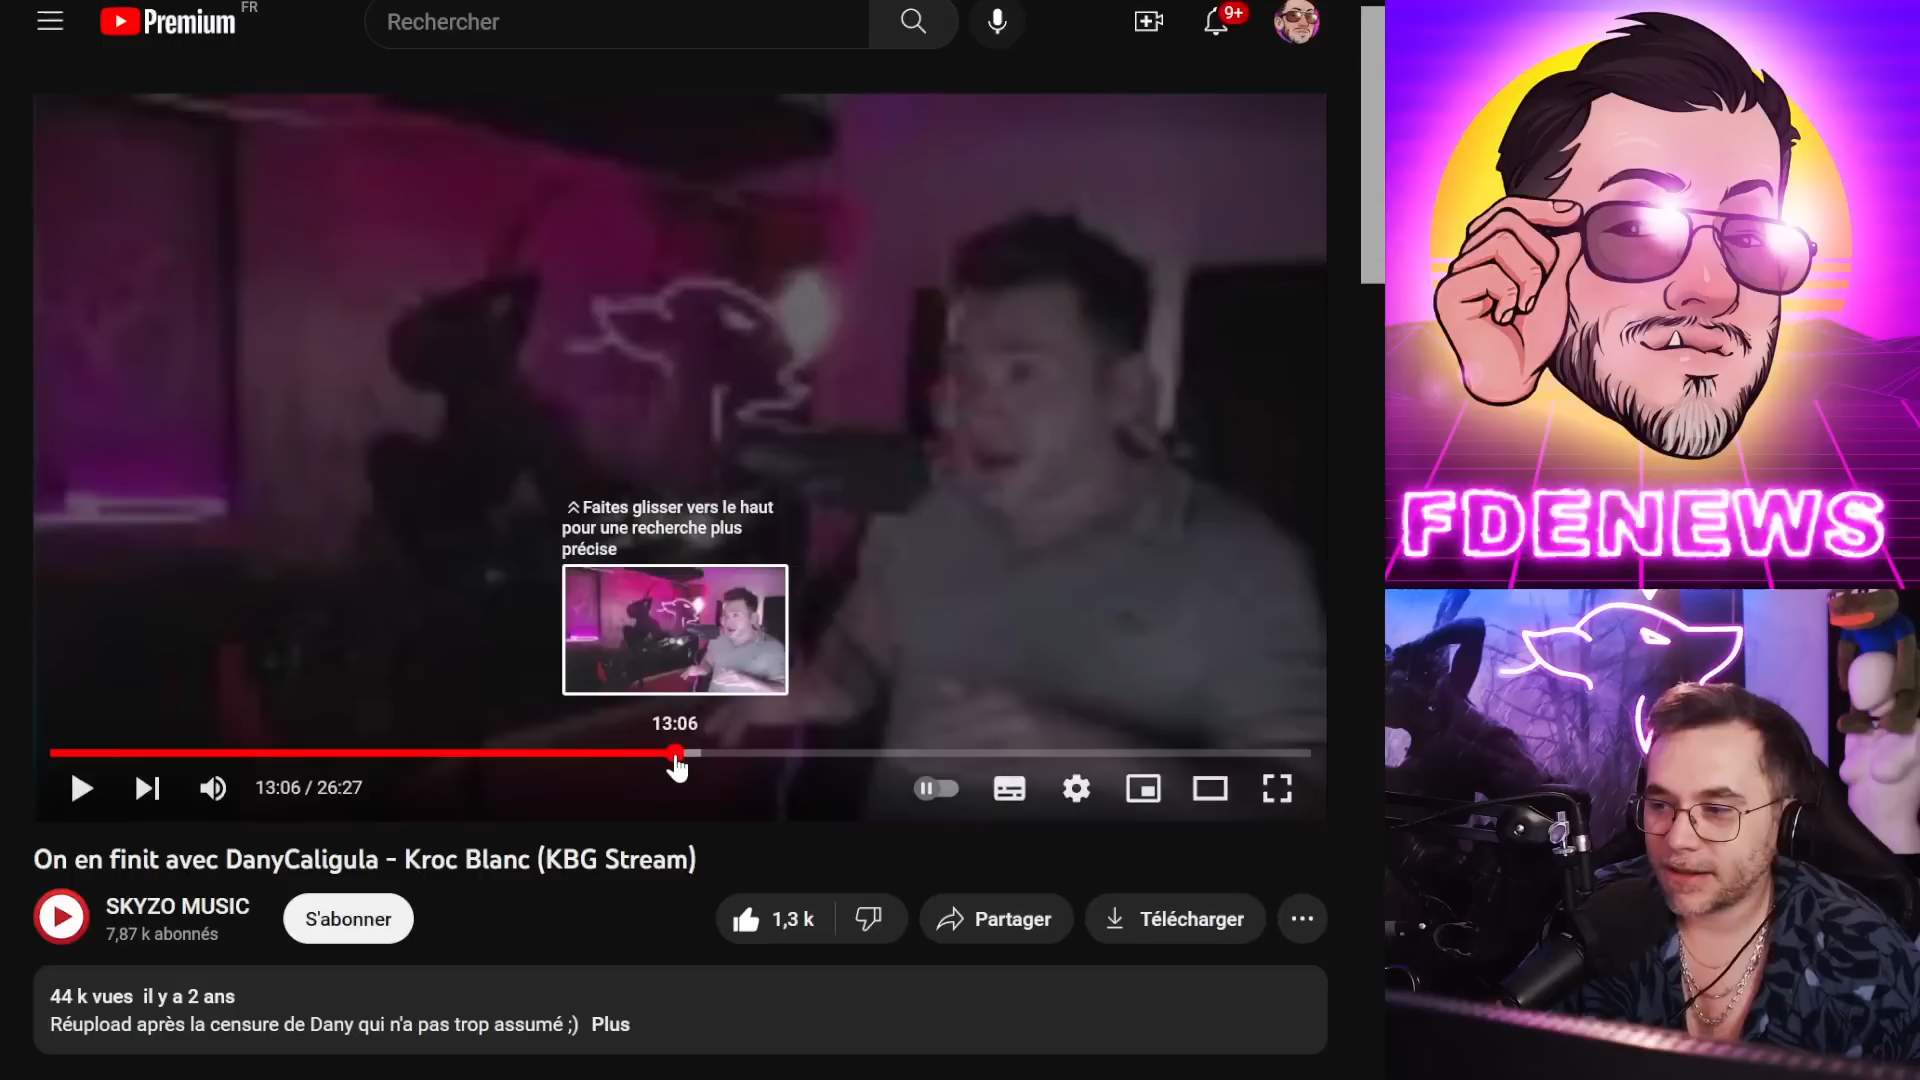 Premium
FR
Rechercher
9+
Faites glisser vers le haut
pour une recherche plus
précise
13:06
13:06 / 26:27
On en finit avec DanyCaligula - Kroc Blanc (KBG Stream)
SKYZO MUSIC
7,87 k abonnés
S'abonner
1,3 k
Partager
Télécharger
44 k vues il y a 2 ans
Réupload après la censure de Dany qui n'a pas trop assumé ;) Plus
FDENEWS